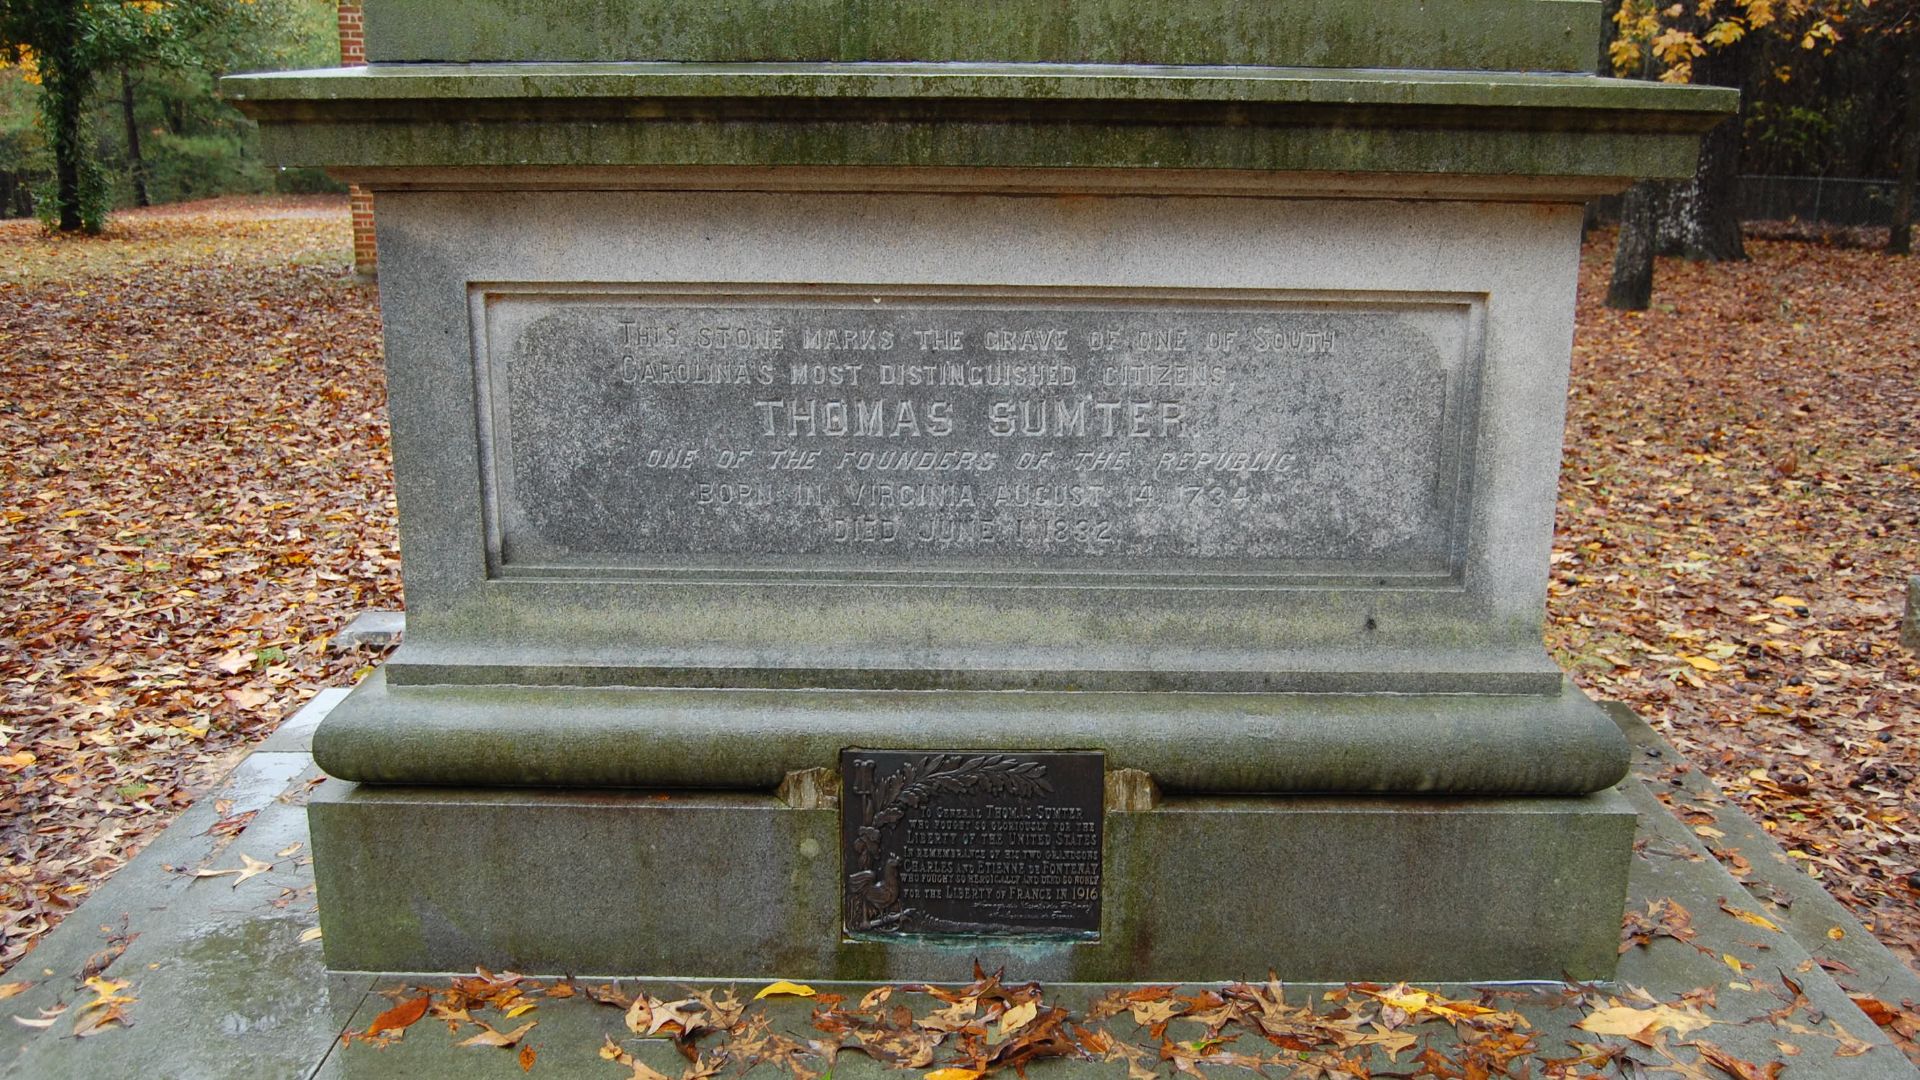 THIS STONE MARKS THE GRAVE OF ONE OF SOUTH
CAROLINA'S MOST DISTINGUISHED CITIZENS,
THOMAS SUMTER.
ONE OF THE FOUNDERS OF THE REPUBLIC
BORN IN VIRGINIA AUGUST 14, 1734
DIED JUNE 1, 1832.
TO GENERAL THOMAS SUMTER
WHO FOUGHT SO GLORIOUSLY FOR THE
LIBERTY OF THE UNITED STATES
IN REMEMBRANCE OF HIS TWO GRANDSONS
CHARLES AND ETIENNE DE FONTENAY
WHO FOUGHT SO HEROICALLY AND DIED SO NOBLY
FOR THE LIBERTY OF FRANCE IN 1916